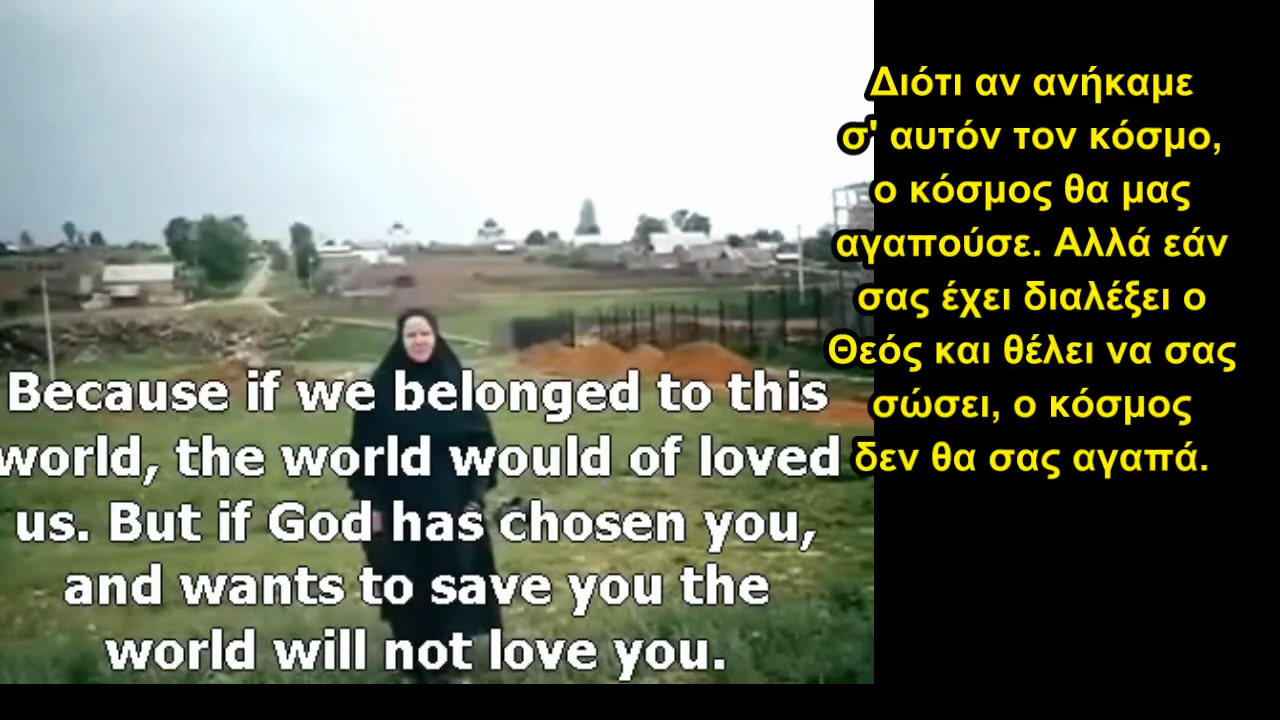 Because if we belonged to this
world, the world would of loved
us. But if God has chosen you,
and wants to save you the
world will not love you.
Διότι αν ανήκαμε
σ' αυτόν τον κόσμο,
ο κόσμος θα μας
αγαπούσε. Αλλά εάν
σας έχει διαλέξει ο
Θεός και θέλει να σας
σώσει, ο κόσμος
δεν θα σας αγαπά.